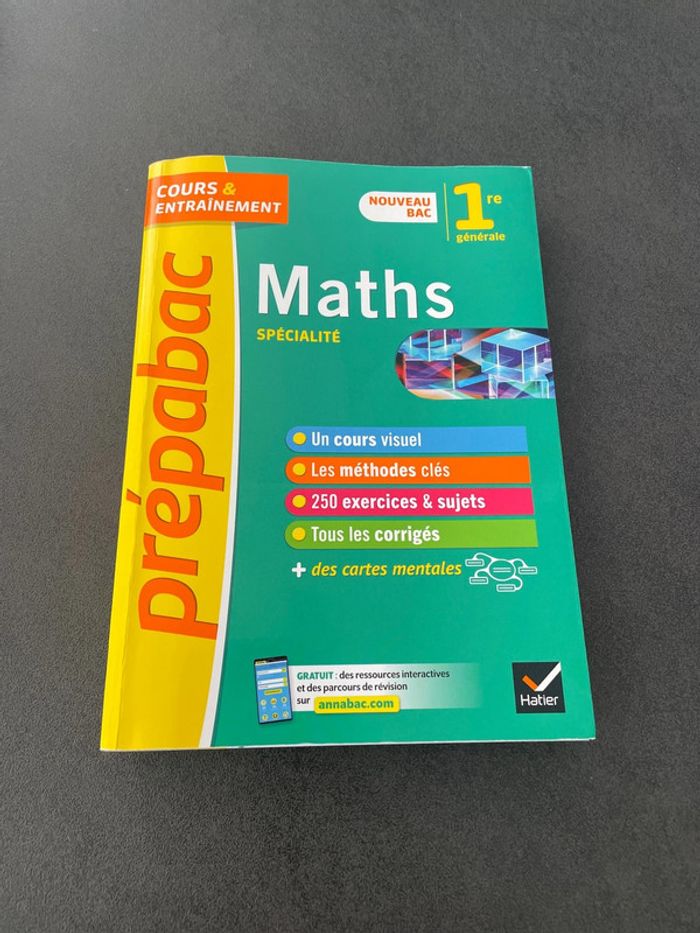 COURS &
ENTRAÎNEMENT
NOUVEAU
BAC
1re
générale
prépabac
Maths
SPÉCIALITÉ
Un cours visuel
Les méthodes clés
250 exercices & sujets
Tous les corrigés
+ des cartes mentales
GRATUIT : des ressources interactives
et des parcours de révision
sur annabac.com
Hatier